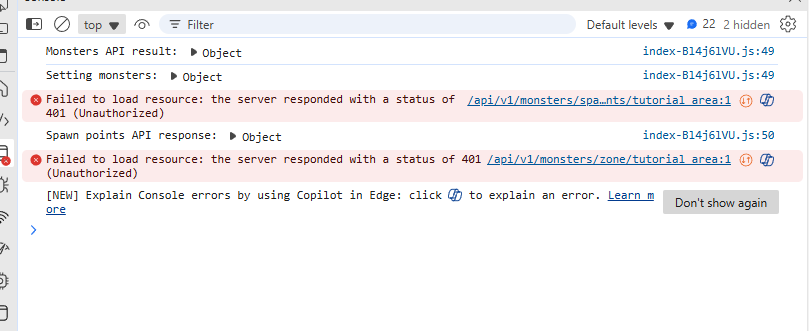 Console
top ▼ Filter Default levels ▼ 22 2 hidden
Monsters API result: ▶ Object index-Bl4j6lVU.js:49
Setting monsters: ▶ Object index-Bl4j6lVU.js:49
Failed to load resource: the server responded with a status of /api/v1/monsters/spa…nts/tutorial_area:1
401 (Unauthorized)
Spawn points API response: ▶ Object index-Bl4j6lVU.js:50
Failed to load resource: the server responded with a status of 401 /api/v1/monsters/zone/tutorial_area:1
(Unauthorized)
[NEW] Explain Console errors by using Copilot in Edge: click to explain an error. Learn m
ore
Don't show again